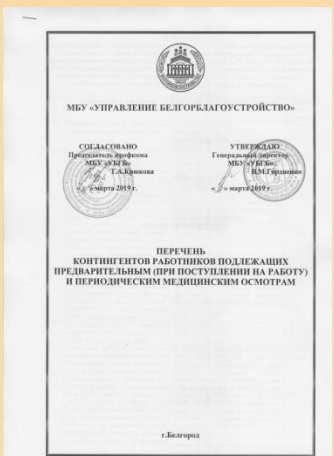 МБУ «УПРАВЛЕНИЕ БЕЛГОРБЛАГОУСТРОЙСТВО»
СОГЛАСОВАНО
Председатель профкома
МБУ «УБГБ»
Т.А.Крюкова
марта 2019 г.
УТВЕРЖДАЮ
Генеральный директор
МБУ «УБГБ»
П.М.Гордиенко
марта 2019 г.
ПЕРЕЧЕНЬ
КОНТИНГЕНТОВ РАБОТНИКОВ ПОДЛЕЖАЩИХ
ПРЕДВАРИТЕЛЬНЫМ (ПРИ ПОСТУПЛЕНИИ НА РАБОТУ)
И ПЕРИОДИЧЕСКИМ МЕДИЦИНСКИМ ОСМОТРАМ
г.Белгород